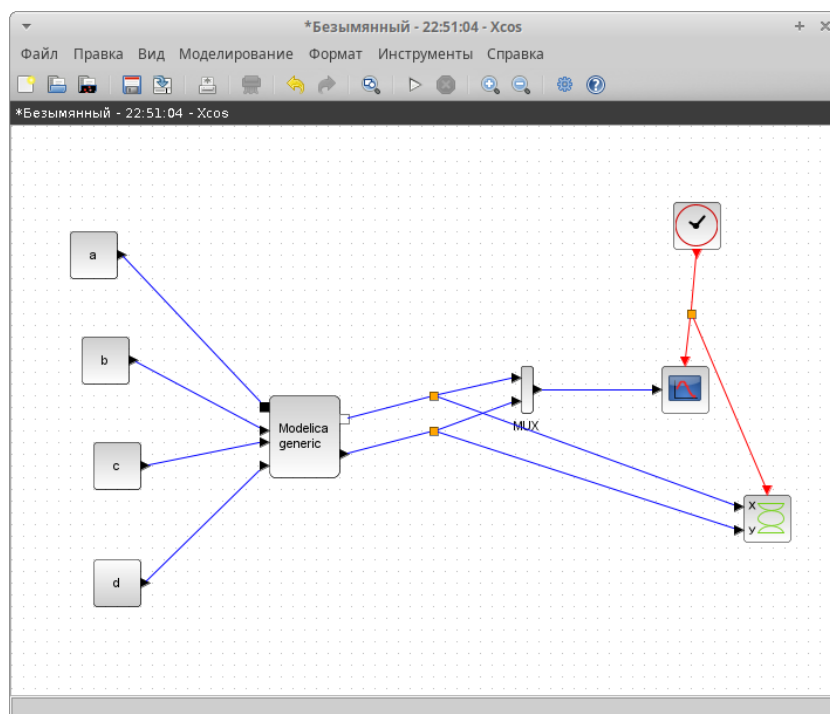 *Безымянный - 22:51:04 - Xcos
Файл Правка Вид Моделирование Формат Инструменты Справка
*Безымянный - 22:51:04 - Xcos
a
b
c
d
Modelica
generic
MUX
X
y